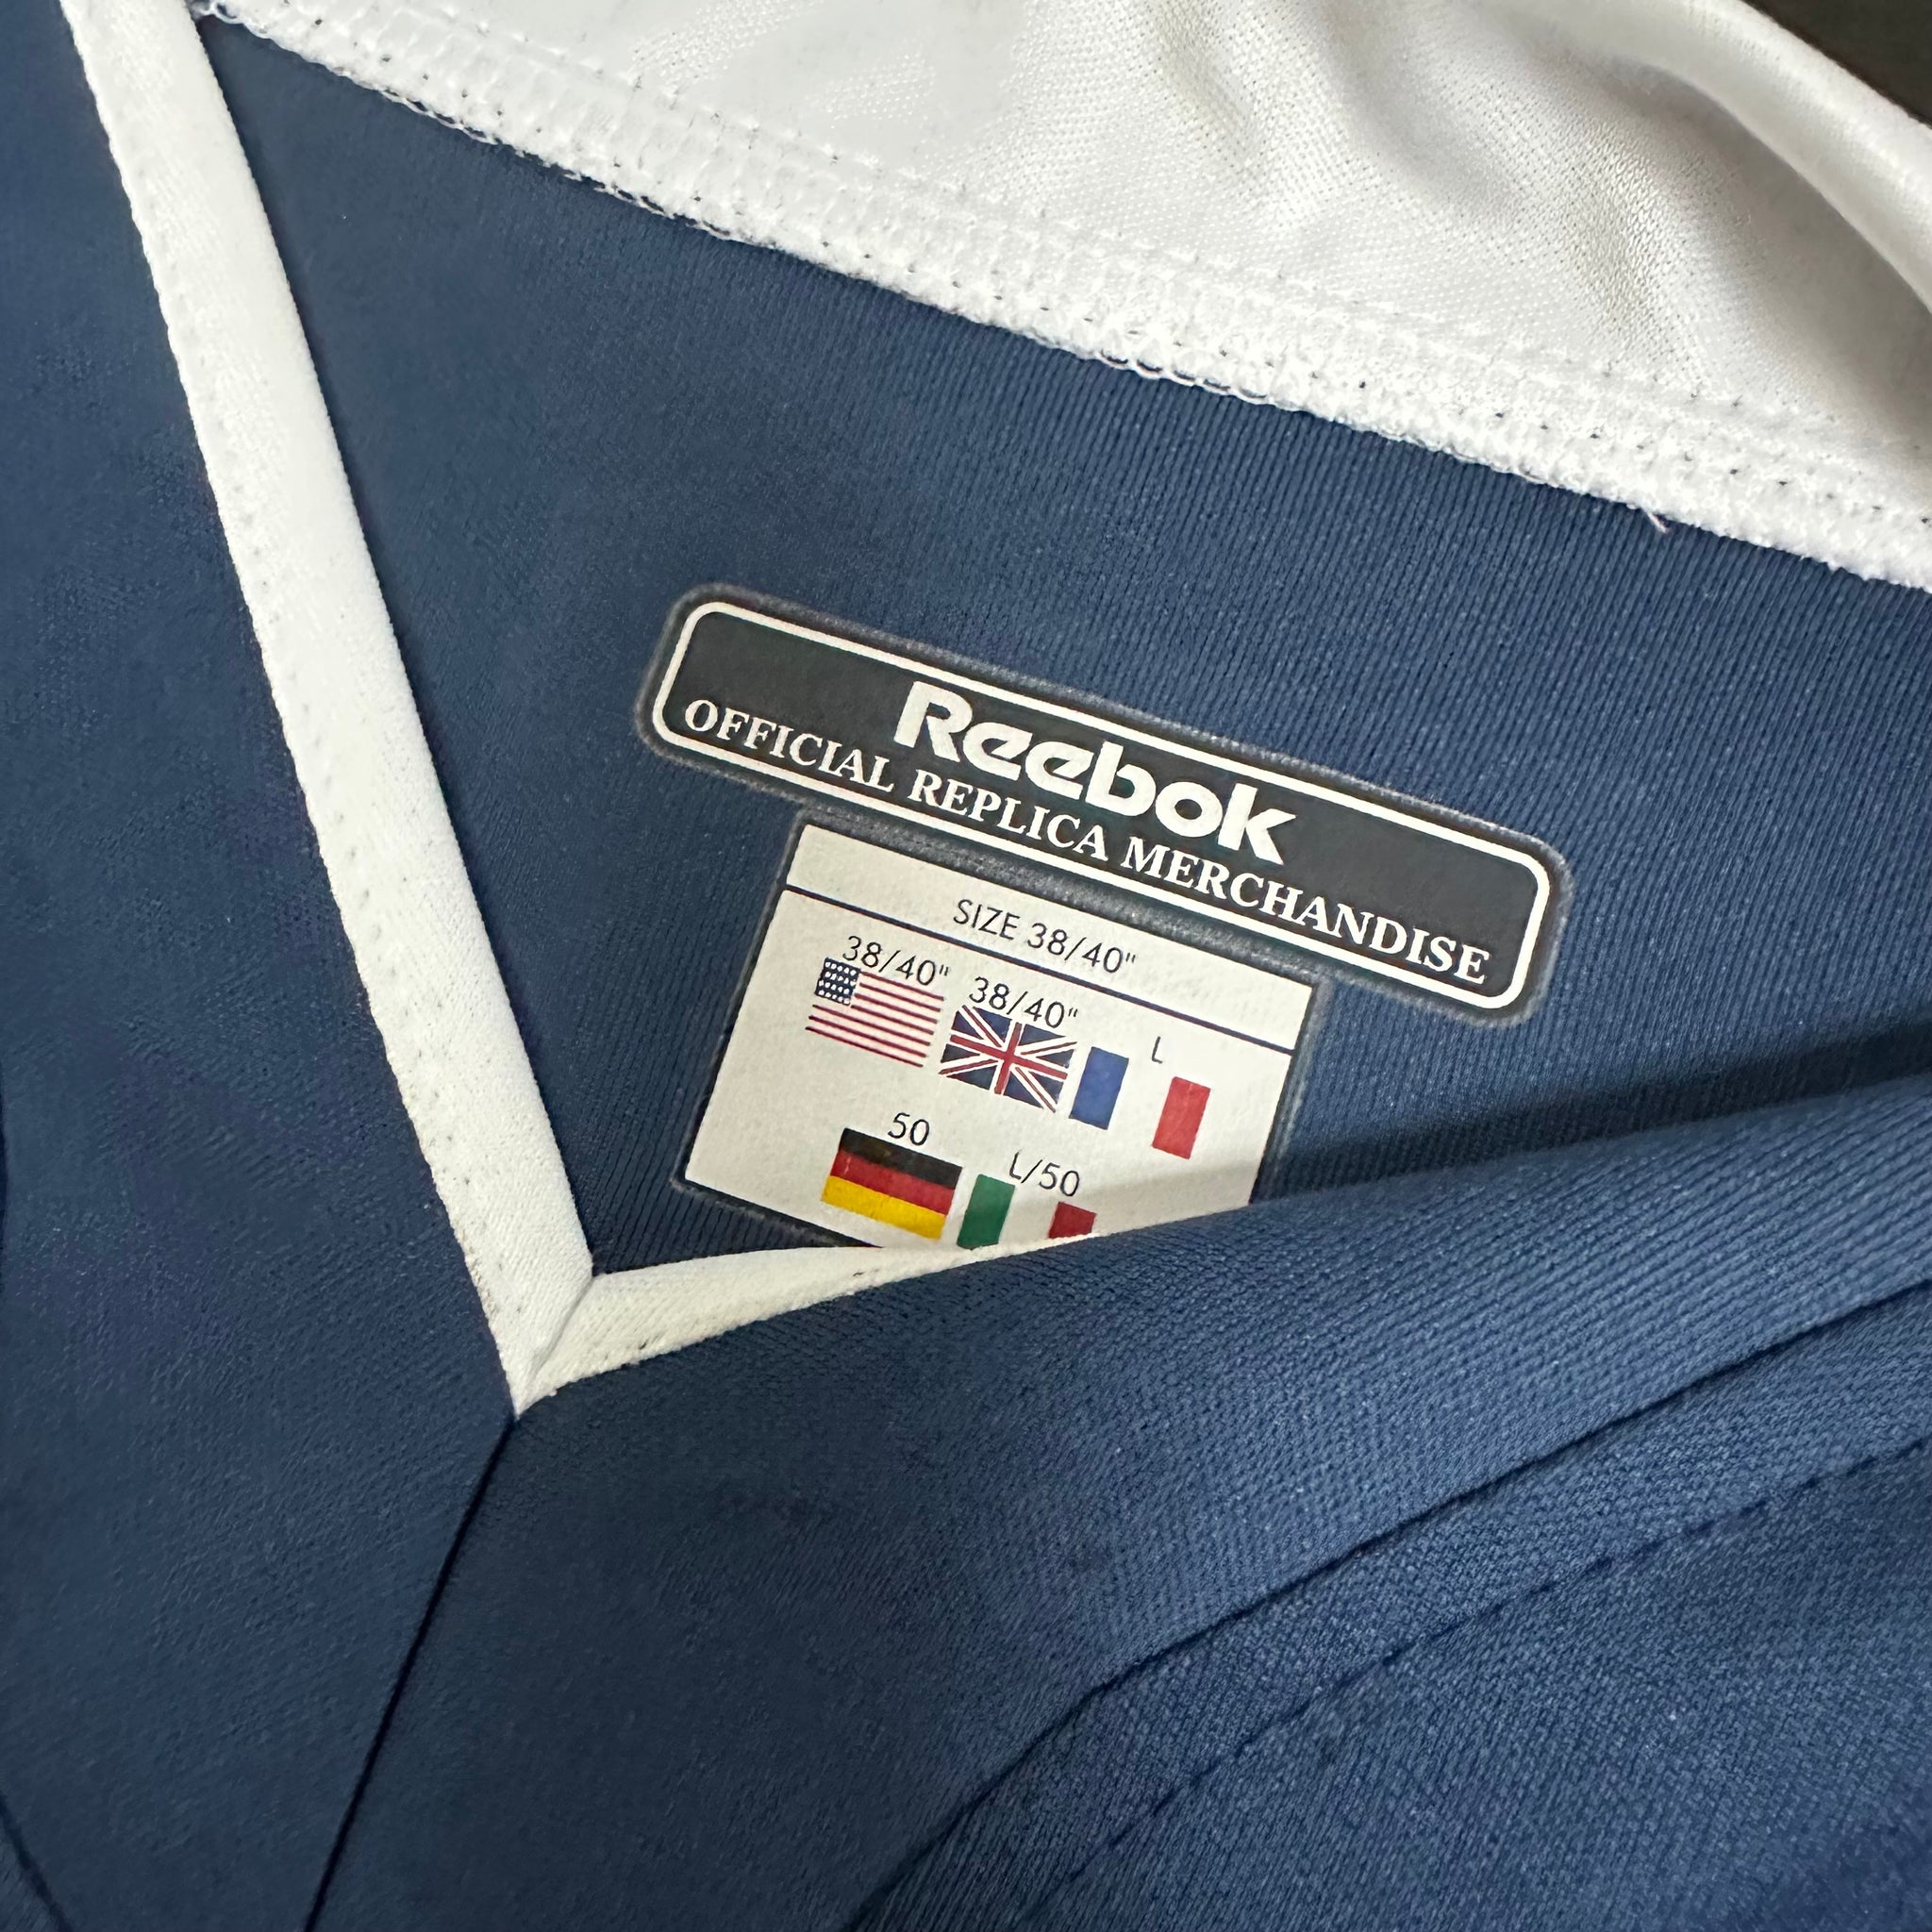 Reebok
OFFICIAL REPLICA MERCHANDISE
SIZE 38/40"
38/40" 38/40" L
50 L/50